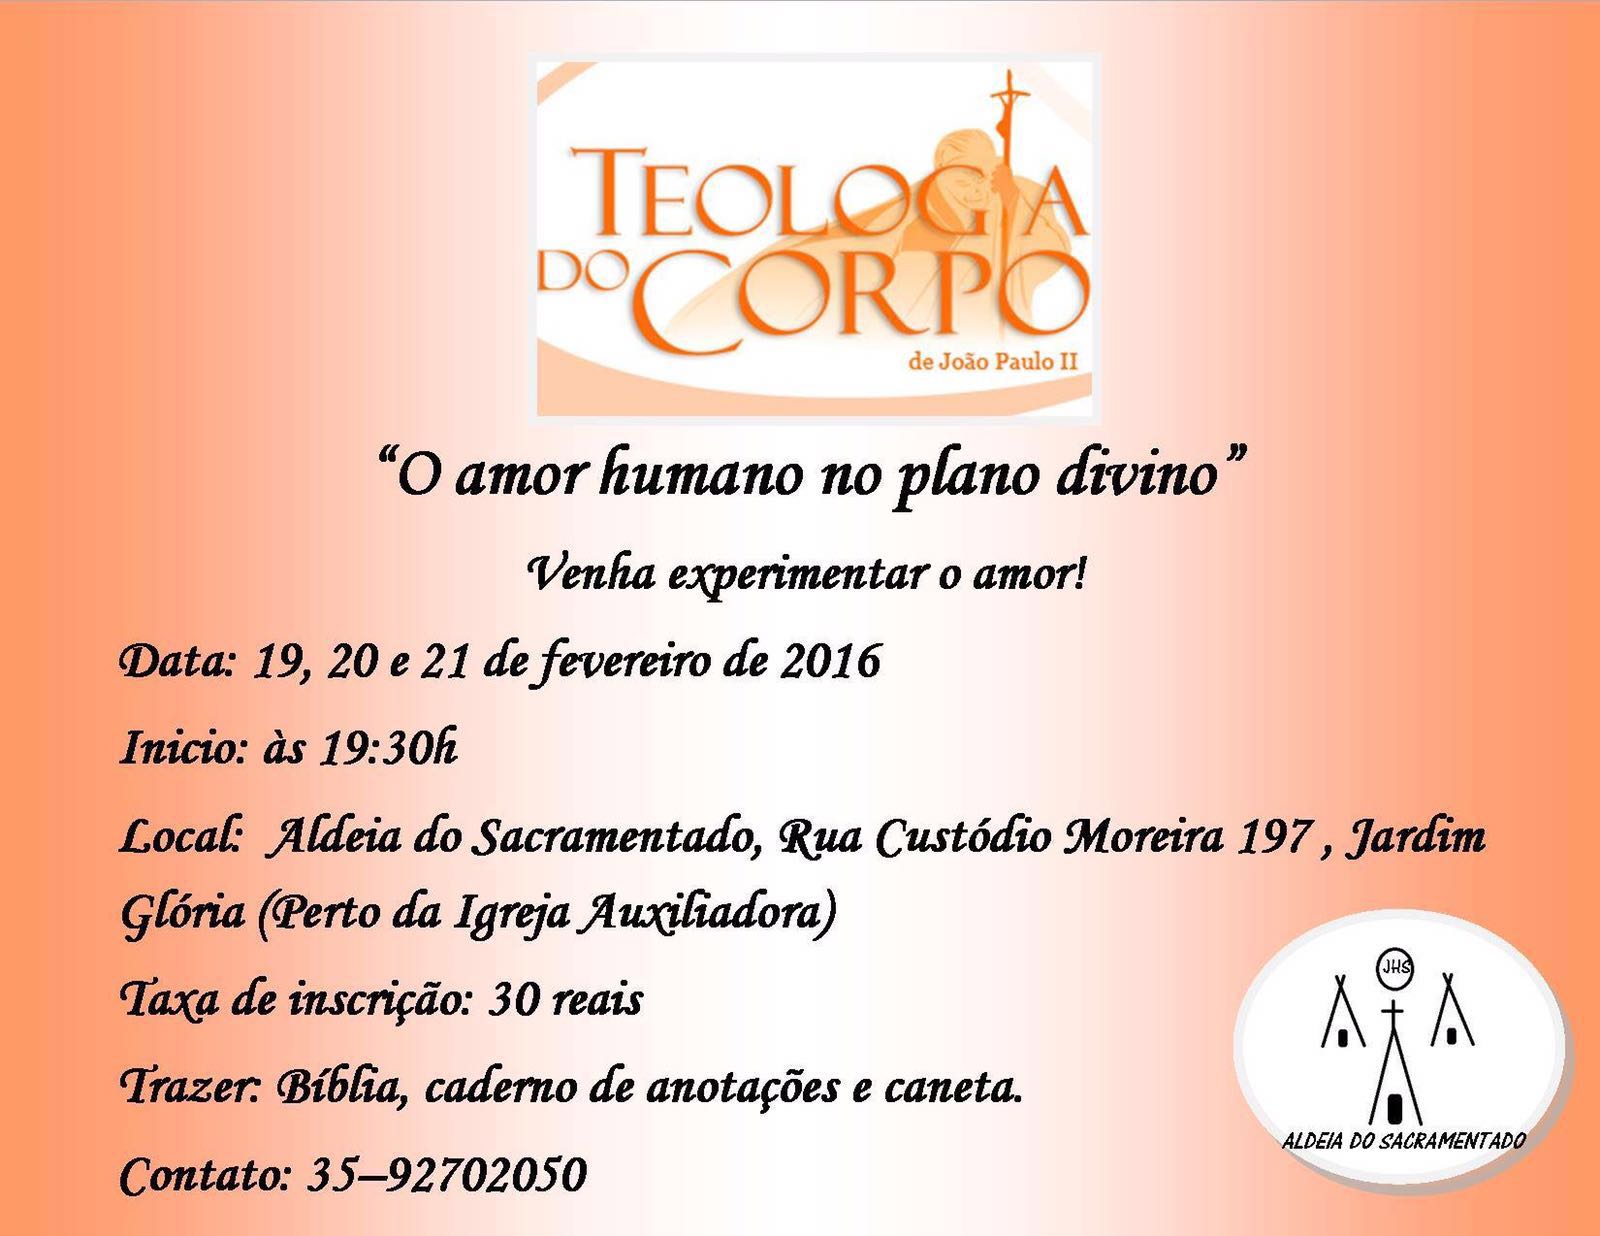 TEOLOGIA
DO CORPO
de João Paulo II
“O amor humano no plano divino”
Venha experimentar o amor!
Data: 19, 20 e 21 de fevereiro de 2016
Inicio: às 19:30h
Local: Aldeia do Sacramentado, Rua Custódio Moreira 197 , Jardim
Glória (Perto da Igreja Auxiliadora)
Taxa de inscrição: 30 reais
Trazer: Bíblia, caderno de anotações e caneta.
Contato: 35–92702050
JHS
ALDEIA DO SACRAMENTADO